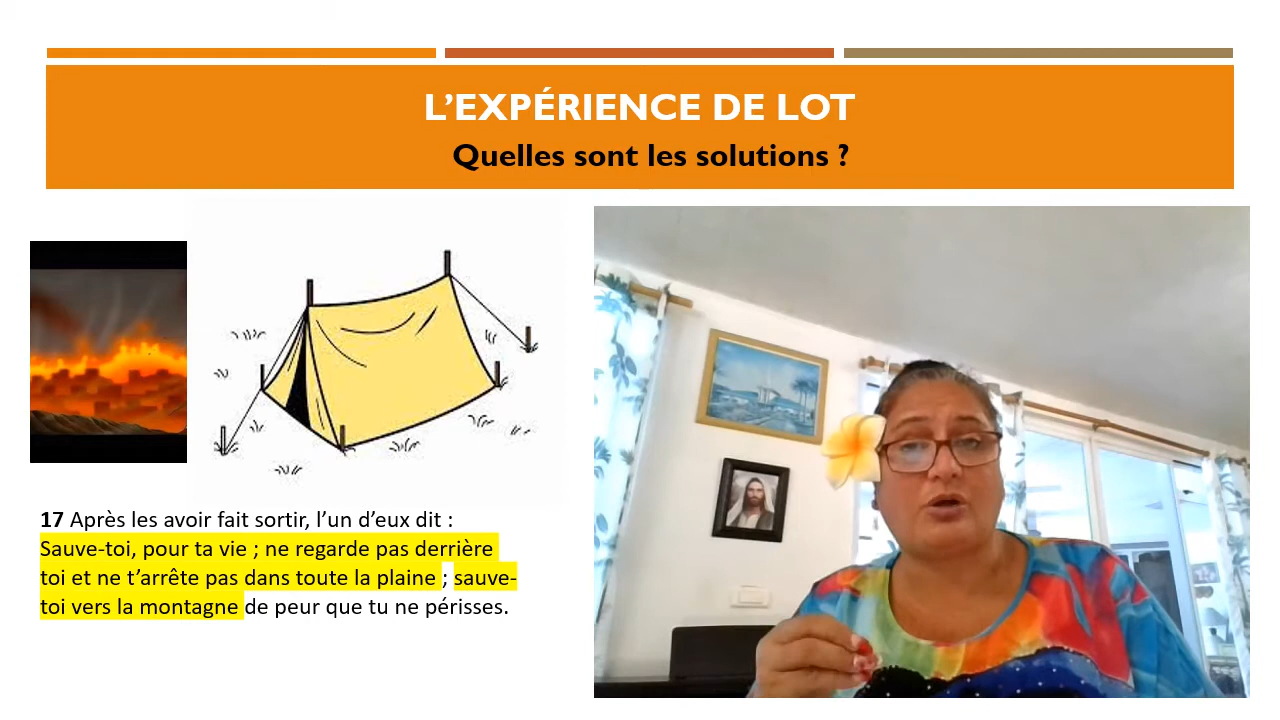 L’EXPÉRIENCE DE LOT
Quelles sont les solutions ?
17 Après les avoir fait sortir, l’un d’eux dit :
Sauve-toi, pour ta vie ; ne regarde pas derrière
toi et ne t’arrête pas dans toute la plaine ; sauve-
toi vers la montagne de peur que tu ne périsses.